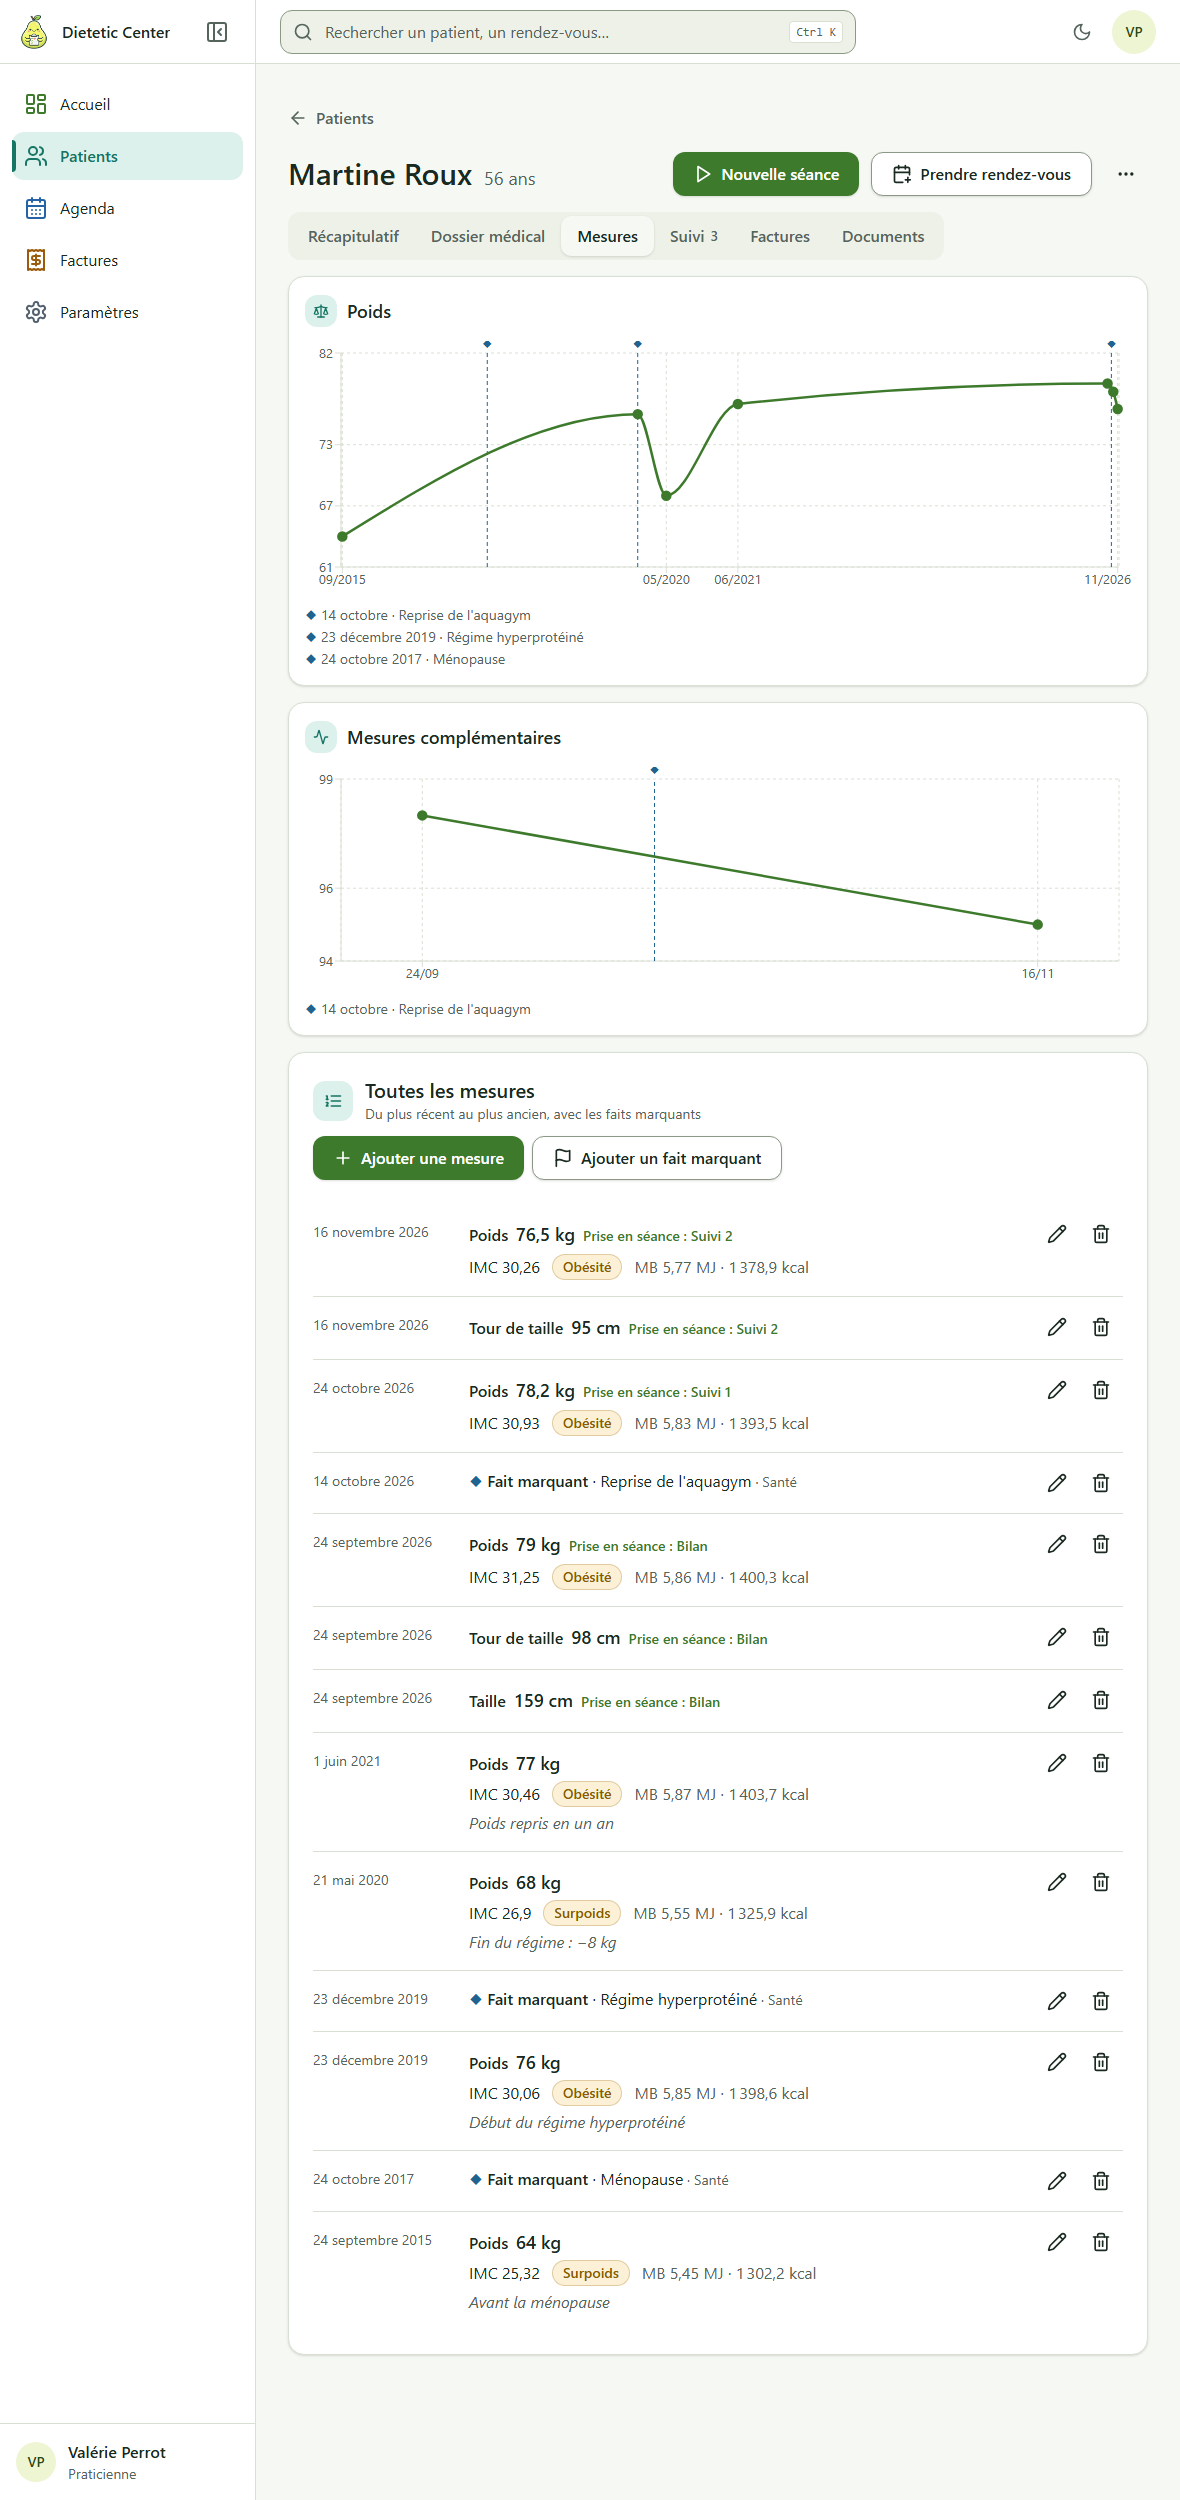 Dietetic Center
Rechercher un patient, un rendez-vous...
Ctrl K
VP
Accueil
Patients
Agenda
Factures
Paramètres
Patients
Martine Roux 56 ans
Nouvelle séance
Prendre rendez-vous
Récapitulatif
Dossier médical
Mesures
Suivi 3
Factures
Documents
Poids
82
73
67
61
09/2015
05/2020
06/2021
11/2026
14 octobre · Reprise de l'aquagym
23 décembre 2019 · Régime hyperprotéiné
24 octobre 2017 · Ménopause
Mesures complémentaires
99
96
94
24/09
16/11
14 octobre · Reprise de l'aquagym
Toutes les mesures
Du plus récent au plus ancien, avec les faits marquants
Ajouter une mesure
Ajouter un fait marquant
16 novembre 2026
Poids 76,5 kg Prise en séance : Suivi 2
IMC 30,26 Obésité MB 5,77 MJ · 1 378,9 kcal
16 novembre 2026
Tour de taille 95 cm Prise en séance : Suivi 2
24 octobre 2026
Poids 78,2 kg Prise en séance : Suivi 1
IMC 30,93 Obésité MB 5,83 MJ · 1 393,5 kcal
14 octobre 2026
Fait marquant · Reprise de l'aquagym · Santé
24 septembre 2026
Poids 79 kg Prise en séance : Bilan
IMC 31,25 Obésité MB 5,86 MJ · 1 400,3 kcal
24 septembre 2026
Tour de taille 98 cm Prise en séance : Bilan
24 septembre 2026
Taille 159 cm Prise en séance : Bilan
1 juin 2021
Poids 77 kg
IMC 30,46 Obésité MB 5,87 MJ · 1 403,7 kcal
Poids repris en un an
21 mai 2020
Poids 68 kg
IMC 26,9 Surpoids MB 5,55 MJ · 1 325,9 kcal
Fin du régime : −8 kg
23 décembre 2019
Fait marquant · Régime hyperprotéiné · Santé
23 décembre 2019
Poids 76 kg
IMC 30,06 Obésité MB 5,85 MJ · 1 398,6 kcal
Début du régime hyperprotéiné
24 octobre 2017
Fait marquant · Ménopause · Santé
24 septembre 2015
Poids 64 kg
IMC 25,32 Surpoids MB 5,45 MJ · 1 302,2 kcal
Avant la ménopause
VP
Valérie Perrot
Praticienne